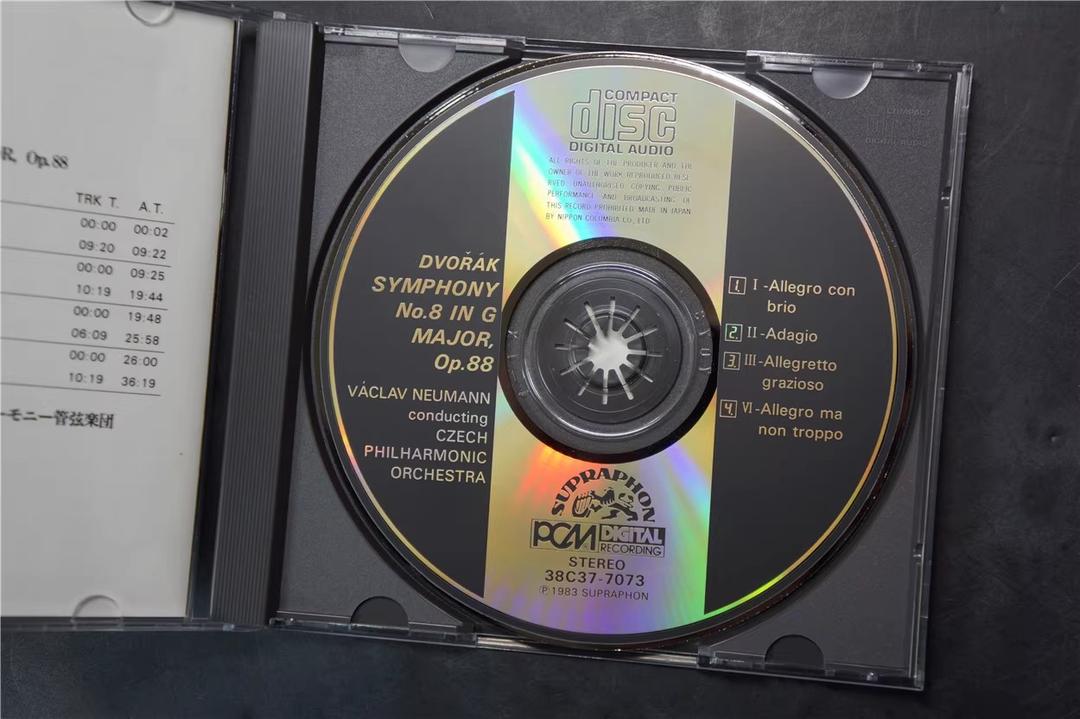 R, Op.88
TRK T. A.T.
00:00 00:02
09:20 09:22
00:00 09:25
10:19 19:44
00:00 19:48
06:09 25:58
00:00 26:00
10:19 36:19
ーモニー管弦楽団
COMPACT
disc
DIGITAL AUDIO
ALL RIGHTS OF THE PRODUCER AND THE
OWNER OF THE WORK REPRODUCED RESE-
RVED. UNAUTHORISED COPYING, PUBLIC
PERFORMANCE AND BROADCASTING OF
THIS RECORD PROHIBITED MADE IN JAPAN
BY NIPPON COLUMBIA CO., LTD
DVOŘÁK
SYMPHONY
No.8 IN G
MAJOR,
Op.88
VÁCLAV NEUMANN
conducting
CZECH
PHILHARMONIC
ORCHESTRA
1. I -Allegro con
brio
2. II -Adagio
3. III -Allegretto
grazioso
4. VI -Allegro ma
non troppo
SUPRAPHON
PCM DIGITAL
RECORDING
STEREO
38C37-7073
Ⓟ 1983 SUPRAPHON
COMPACT
disc
DIGITAL AUDIO